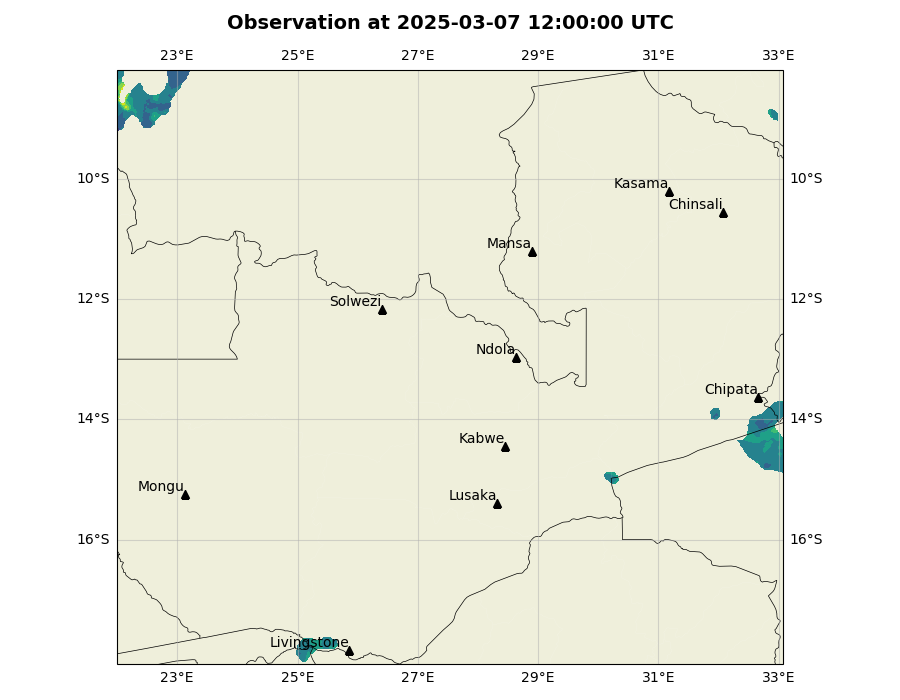 Observation at 2025-03-07 12:00:00 UTC
23°E 25°E 27°E 29°E 31°E 33°E
10°S 10°S
Kasama
Chinsali
Mansa
12°S 12°S
Solwezi
Ndola
Chipata
14°S 14°S
Kabwe
Mongu
Lusaka
16°S 16°S
Livingstone
23°E 25°E 27°E 29°E 31°E 33°E